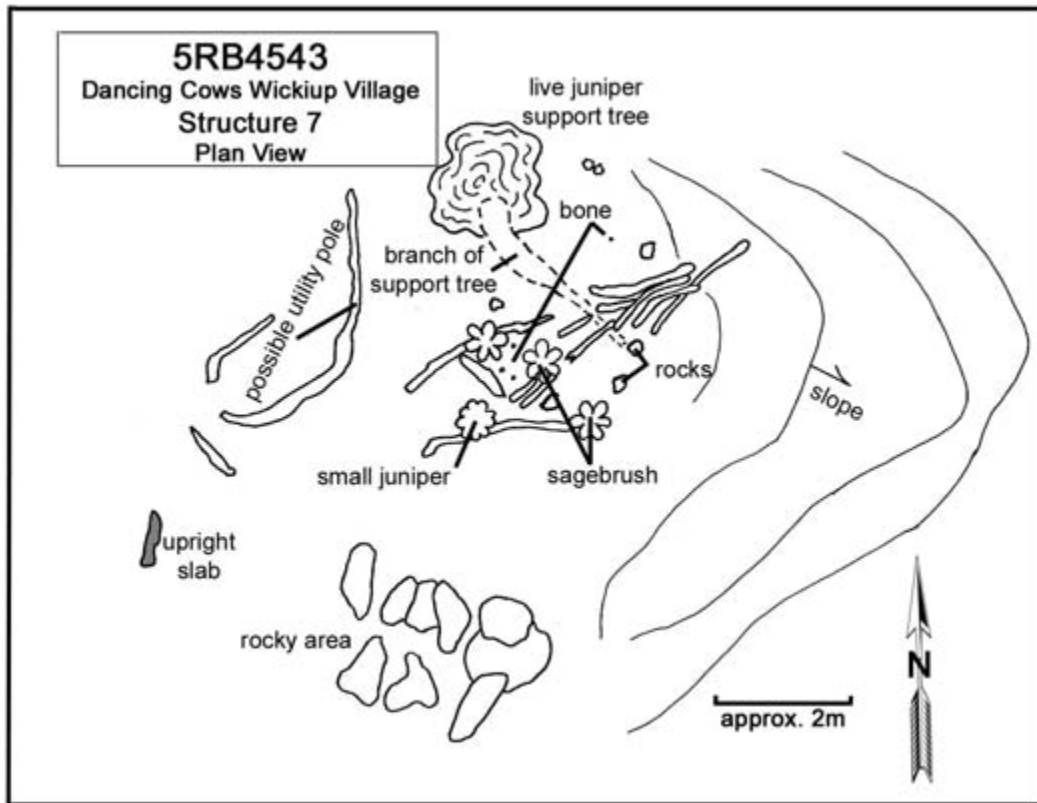 5RB4543
Dancing Cows Wickiup Village
Structure 7
Plan View
live juniper
support tree
bone
branch of
support tree
possible utility pole
rocks
slope
small juniper
sagebrush
upright
slab
rocky area
N
approx. 2m